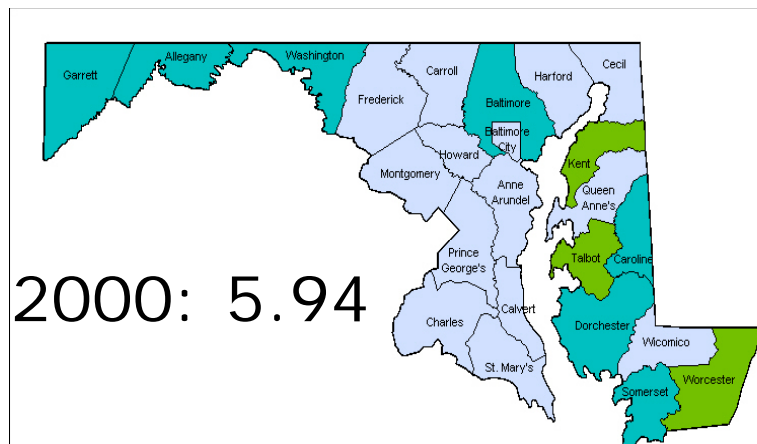 Garrett
Allegany
Washington
Frederick
Carroll
Baltimore
Harford
Cecil
Baltimore
City
Howard
Montgomery
Anne
Arundel
Kent
Queen
Anne's
Prince
George's
Talbot
Caroline
2000: 5.94
Calvert
Charles
Dorchester
St. Mary's
Wicomico
Somerset
Worcester